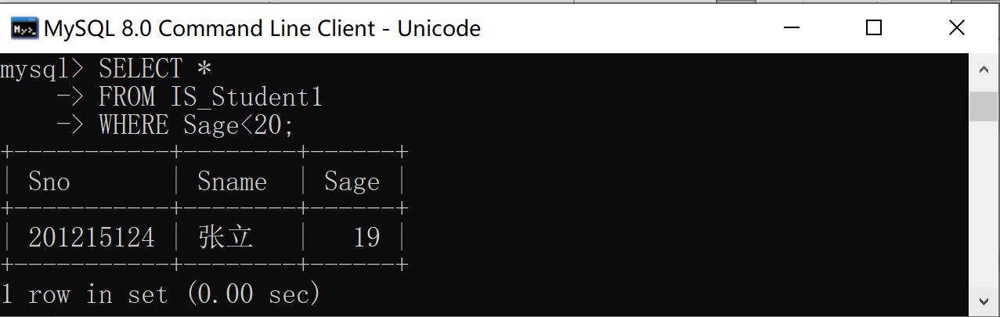 MySQL 8.0 Command Line Client - Unicode
mysql> SELECT *
    -> FROM IS_Student1
    -> WHERE Sage<20;
+-----------+--------+------+
| Sno       | Sname  | Sage |
+-----------+--------+------+
| 201215124 | 张立   |   19 |
+-----------+--------+------+
1 row in set (0.00 sec)